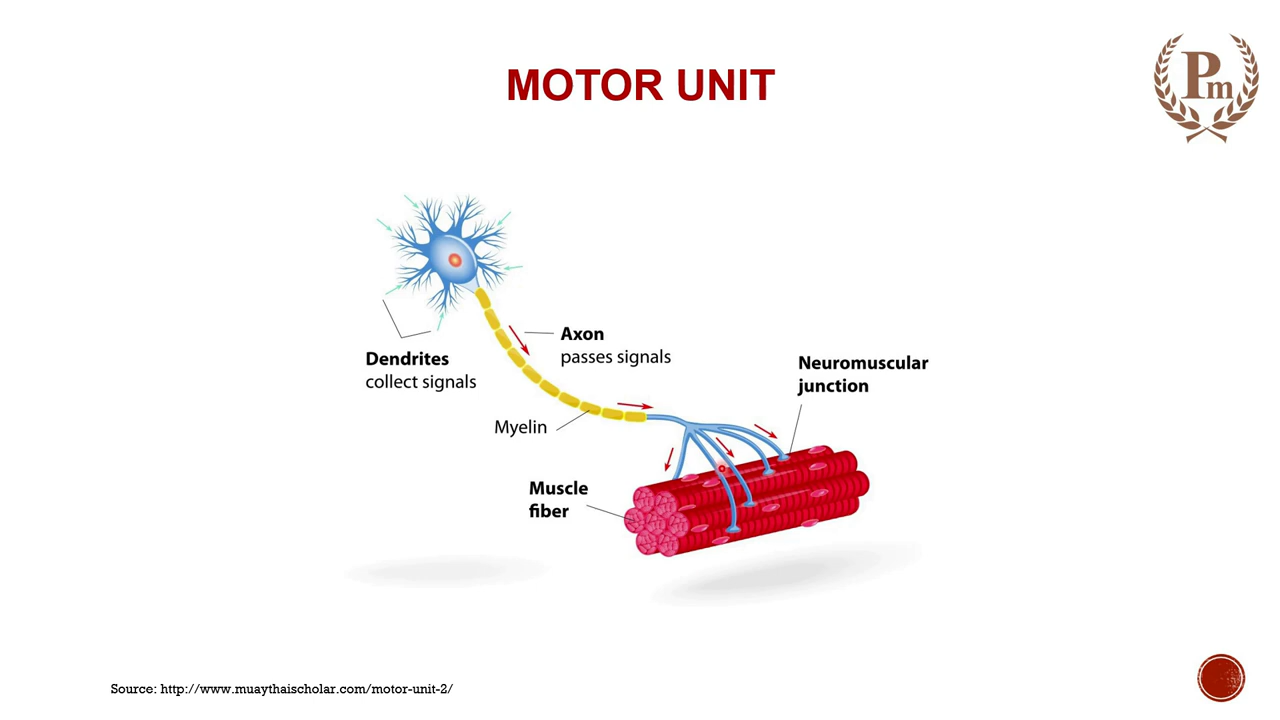 MOTOR UNIT
Pm
Axon
passes signals
Dendrites
collect signals
Neuromuscular
junction
Myelin
Muscle
fiber
Source: http://www.muaythaischolar.com/motor-unit-2/